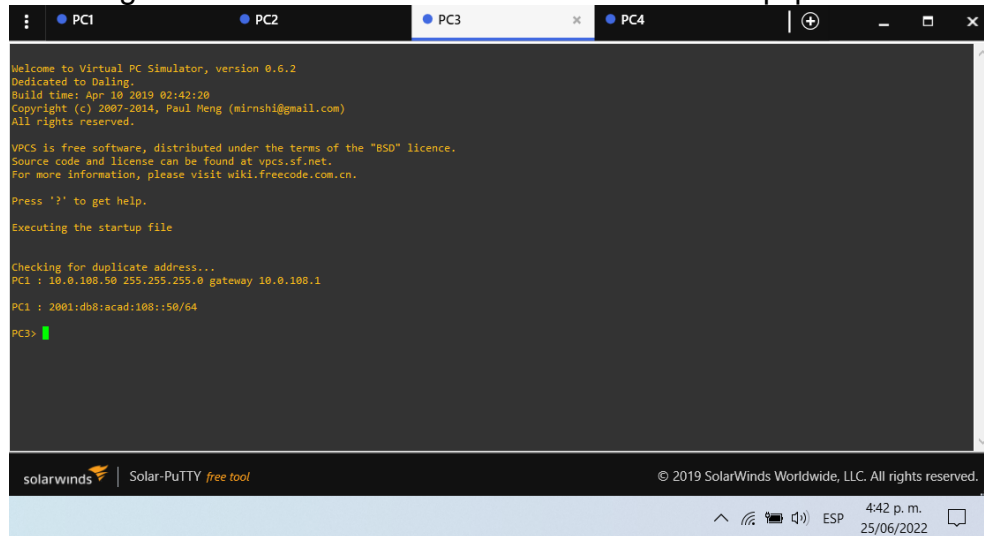 PC1 PC2 PC3 × PC4
Welcome to Virtual PC Simulator, version 0.6.2
Dedicated to Daling.
Build time: Apr 10 2019 02:42:20
Copyright (c) 2007-2014, Paul Meng (mirnshi@gmail.com)
All rights reserved.
VPCS is free software, distributed under the terms of the "BSD" licence.
Source code and license can be found at vpcs.sf.net.
For more information, please visit wiki.freecode.com.cn.
Press '?' to get help.
Executing the startup file
Checking for duplicate address...
PC1 : 10.0.108.50 255.255.255.0 gateway 10.0.108.1
PC1 : 2001:db8:acad:108::50/64
PC3>
solarwinds | Solar-PuTTY free tool © 2019 SolarWinds Worldwide, LLC. All rights reserved.
ESP 4:42 p. m.
25/06/2022